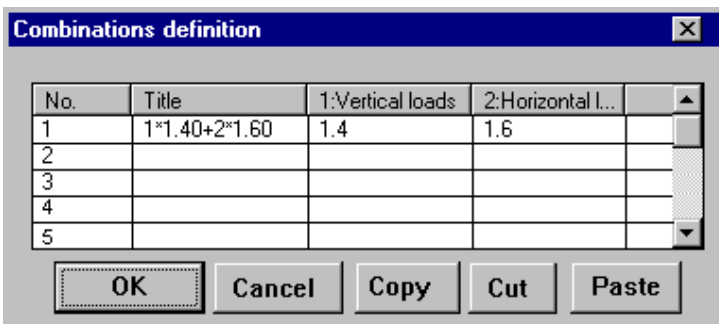 Combinations definition
No. Title 1:Vertical loads 2:Horizontal l...
1 1*1.40+2*1.60 1.4 1.6
2
3
4
5
OK Cancel Copy Cut Paste